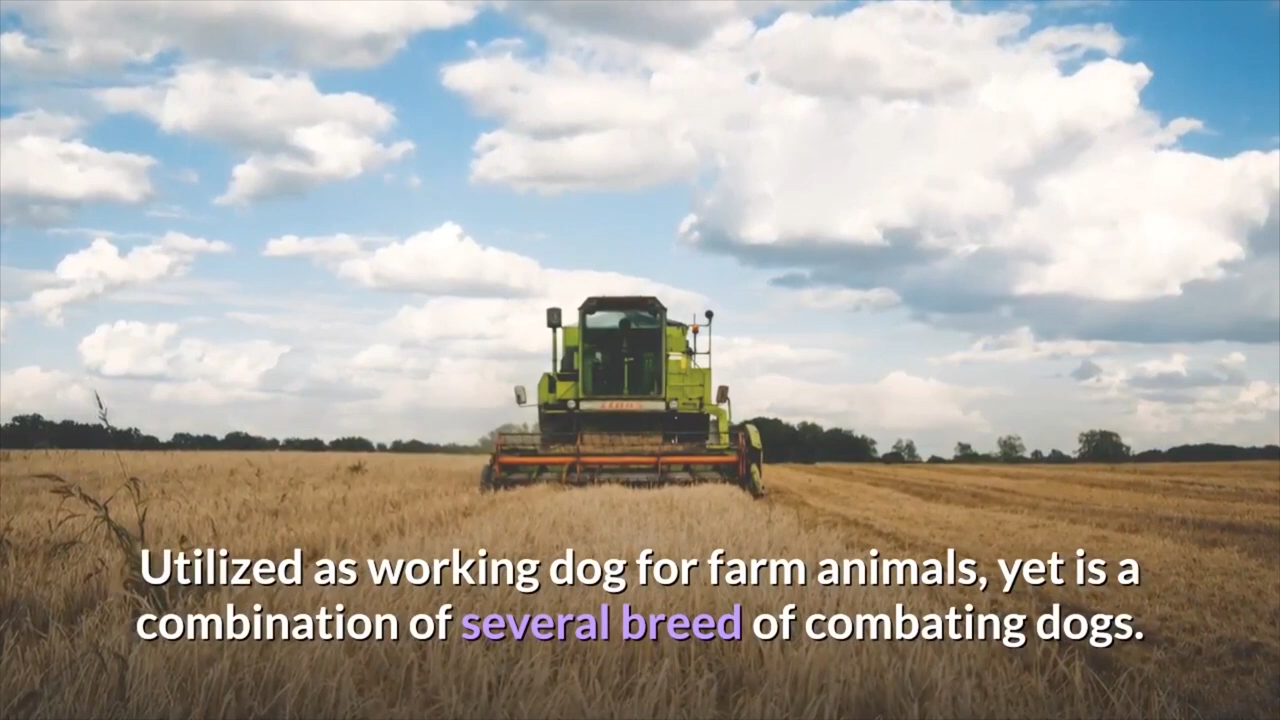 Utilized as working dog for farm animals, yet is a
combination of several breed of combating dogs.